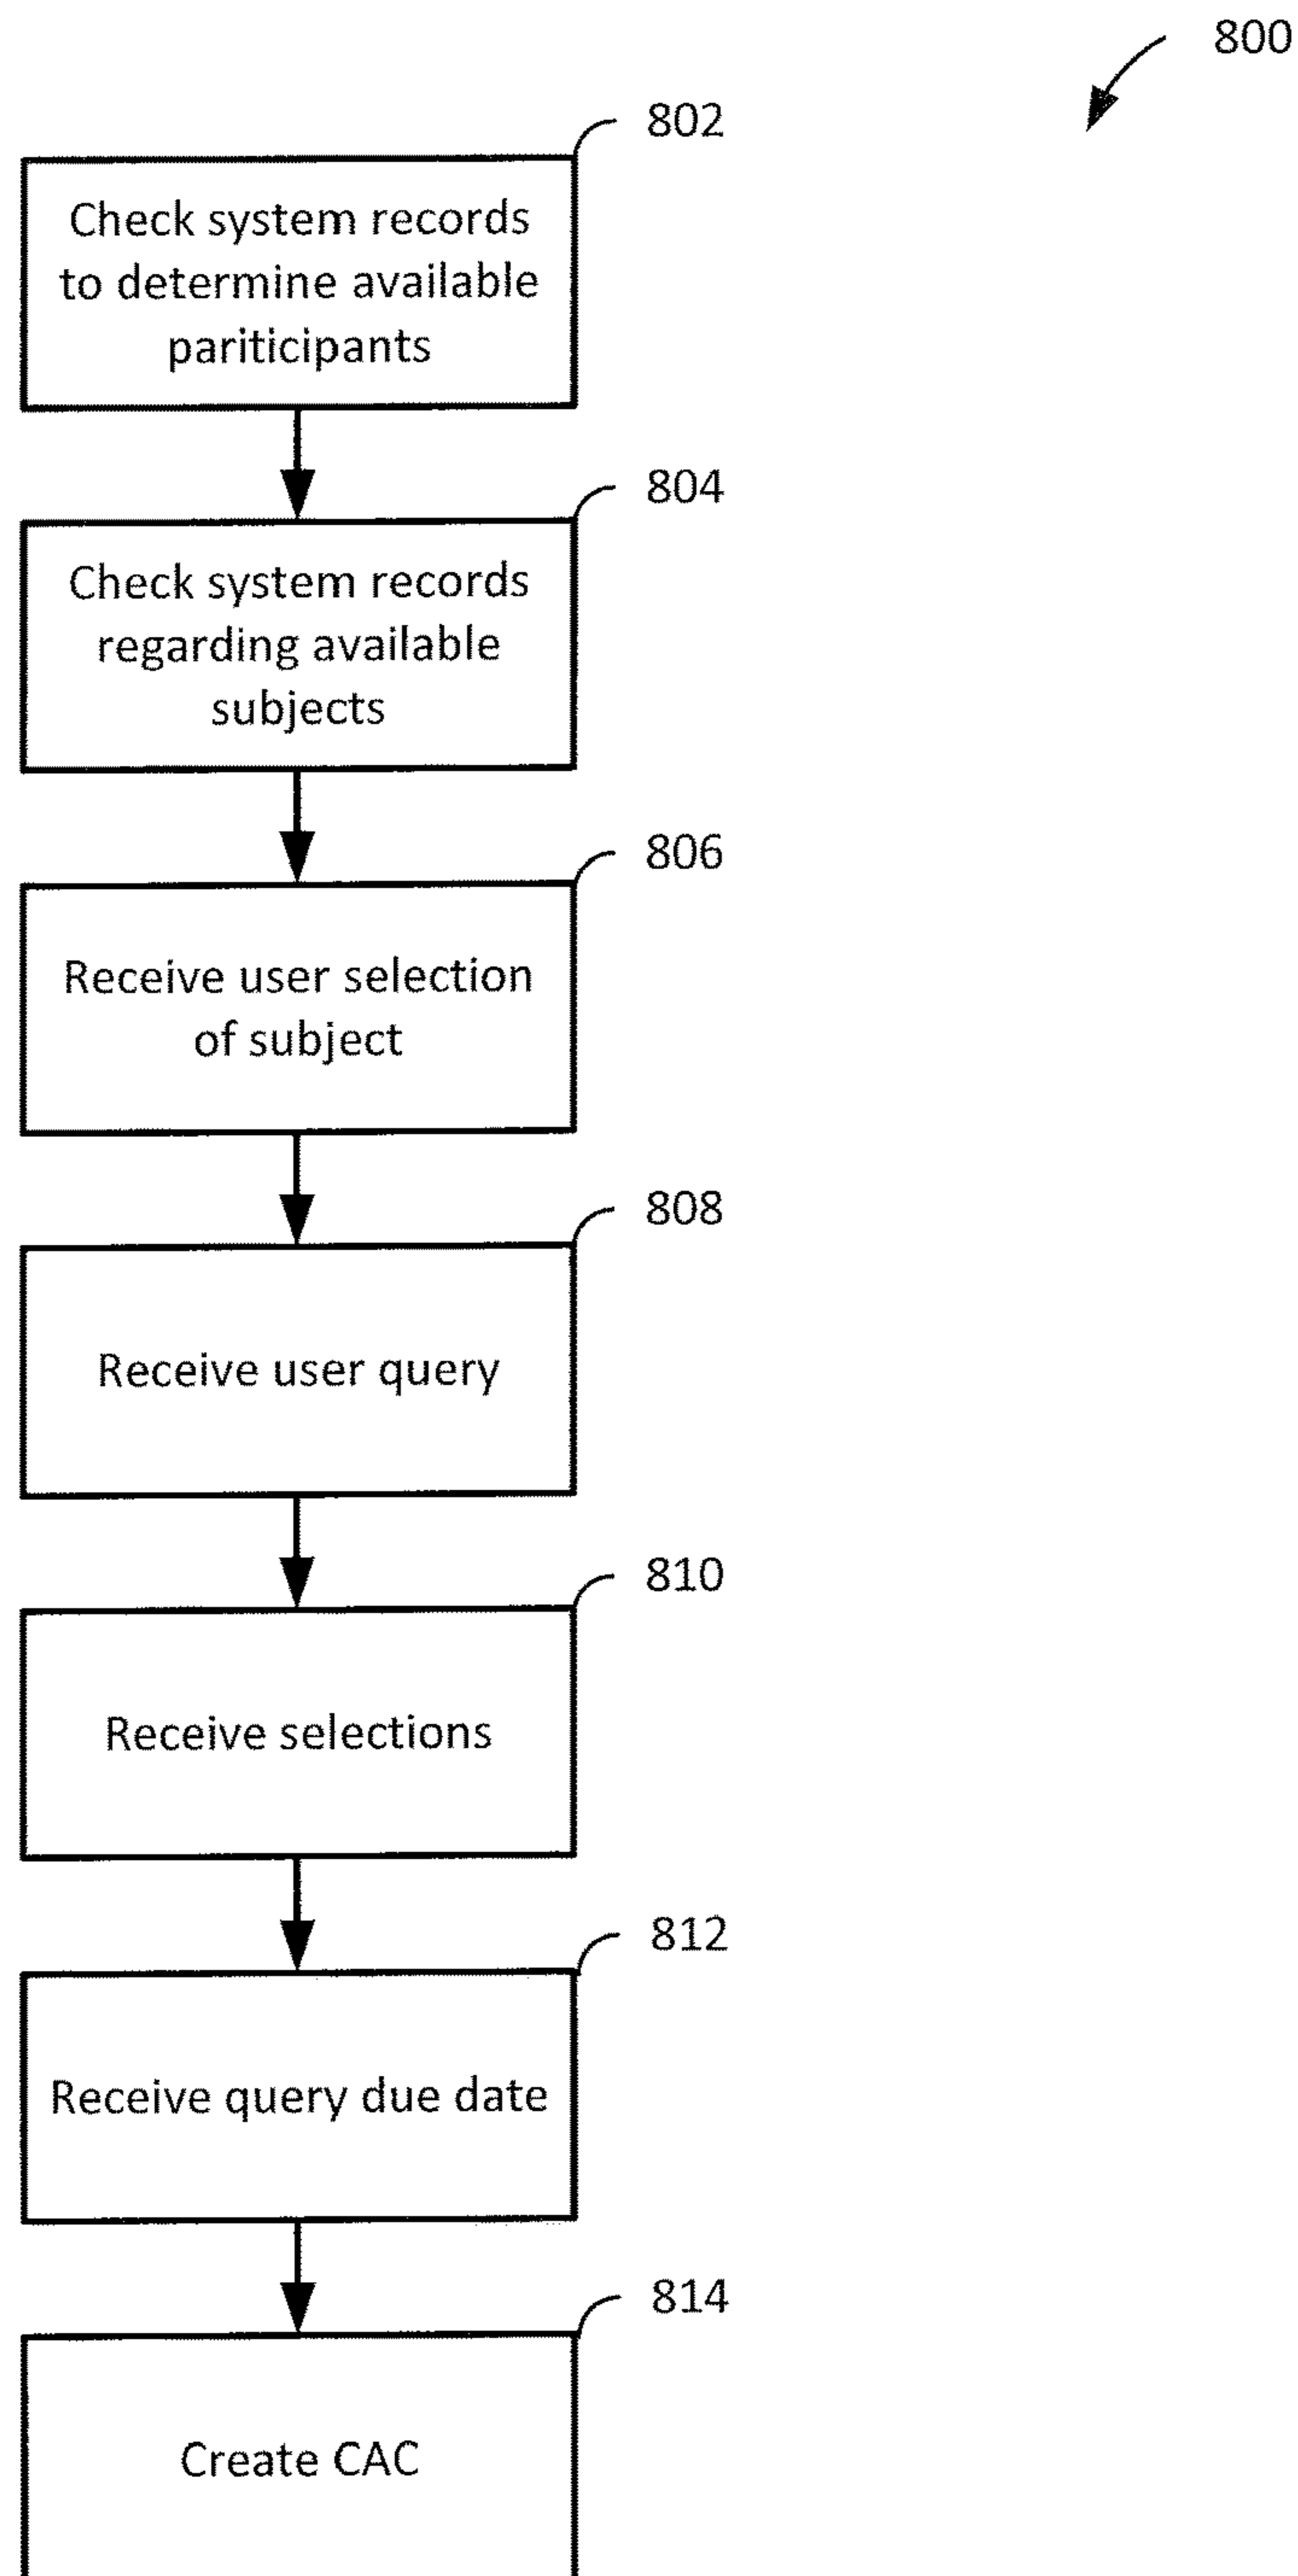 800
802
Check system records
to determine available
pariticipants
804
Check system records
regarding available
subjects
806
Receive user selection
of subject
808
Receive user query
810
Receive selections
812
Receive query due date
814
Create CAC